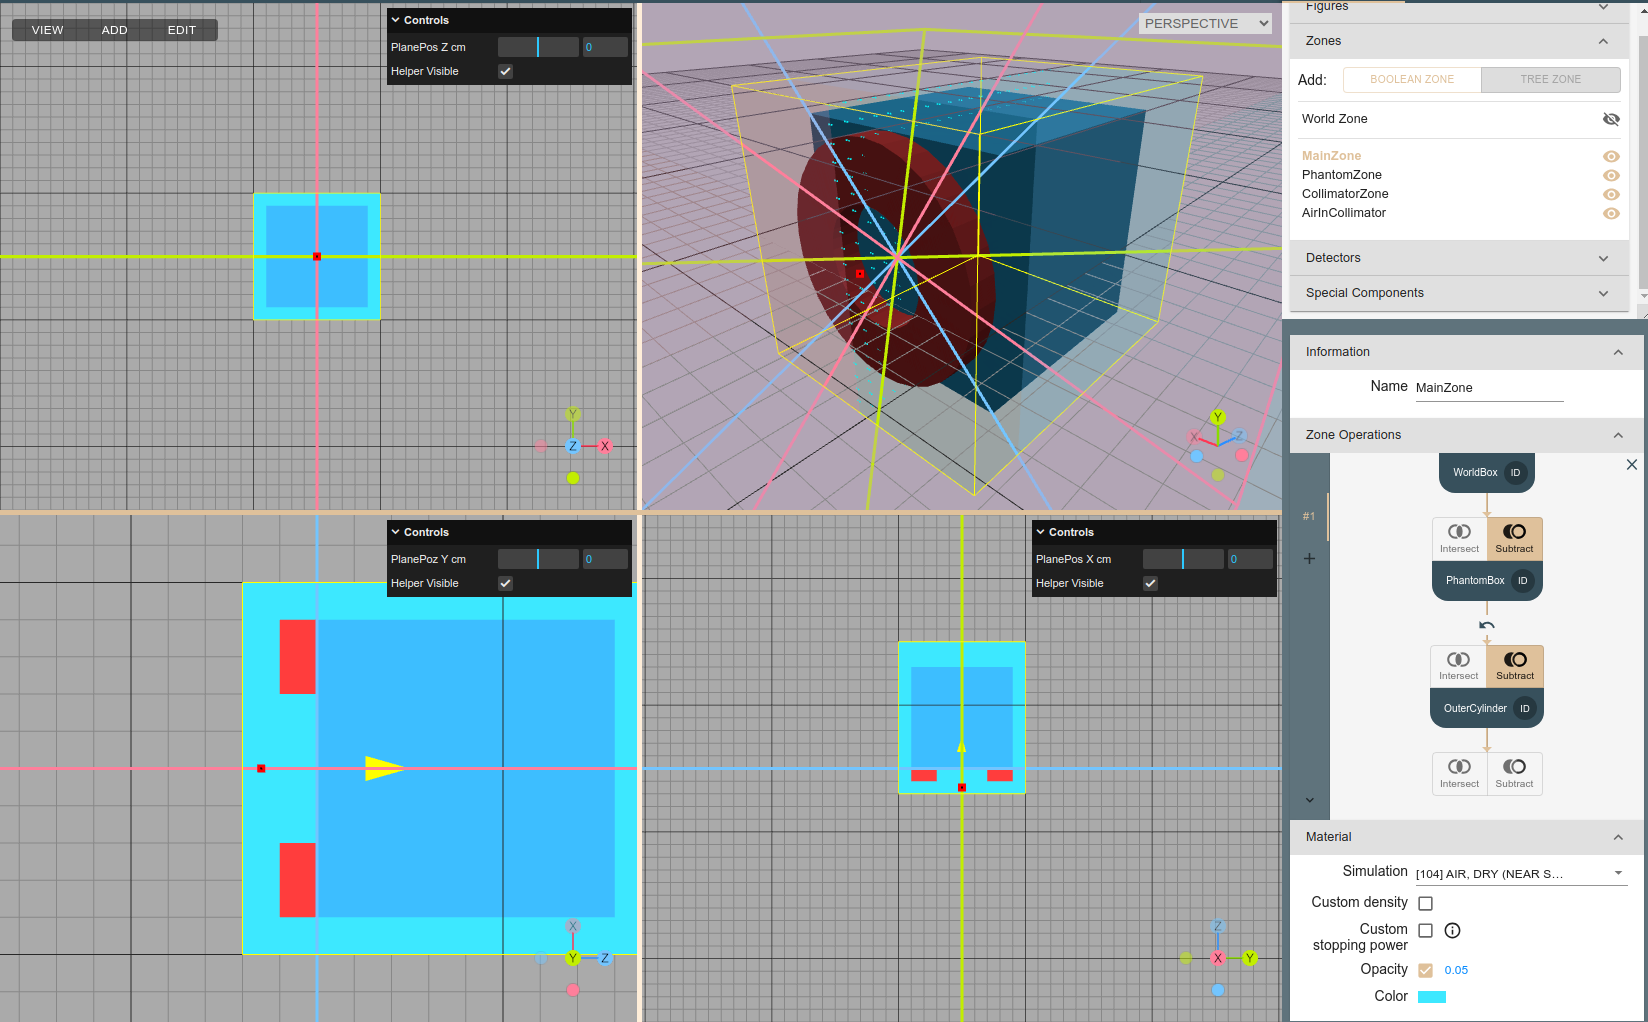 VIEW ADD EDIT
Controls
PlanePos Z cm 0
Helper Visible
Y
Z X
PERSPECTIVE
Y
X Z
Controls
PlanePoz Y cm 0
Helper Visible
X
Y Z
Controls
PlanePos X cm 0
Helper Visible
Z
X Y
Figures
Zones
Add: BOOLEAN ZONE TREE ZONE
World Zone
MainZone
PhantomZone
CollimatorZone
AirInCollimator
Detectors
Special Components
Information
Name MainZone
Zone Operations
#1
+
WorldBox ID
Intersect Subtract
PhantomBox ID
Intersect Subtract
OuterCylinder ID
Intersect Subtract
Material
Simulation [104] AIR, DRY (NEAR S...
Custom density
Custom
stopping power
Opacity 0.05
Color